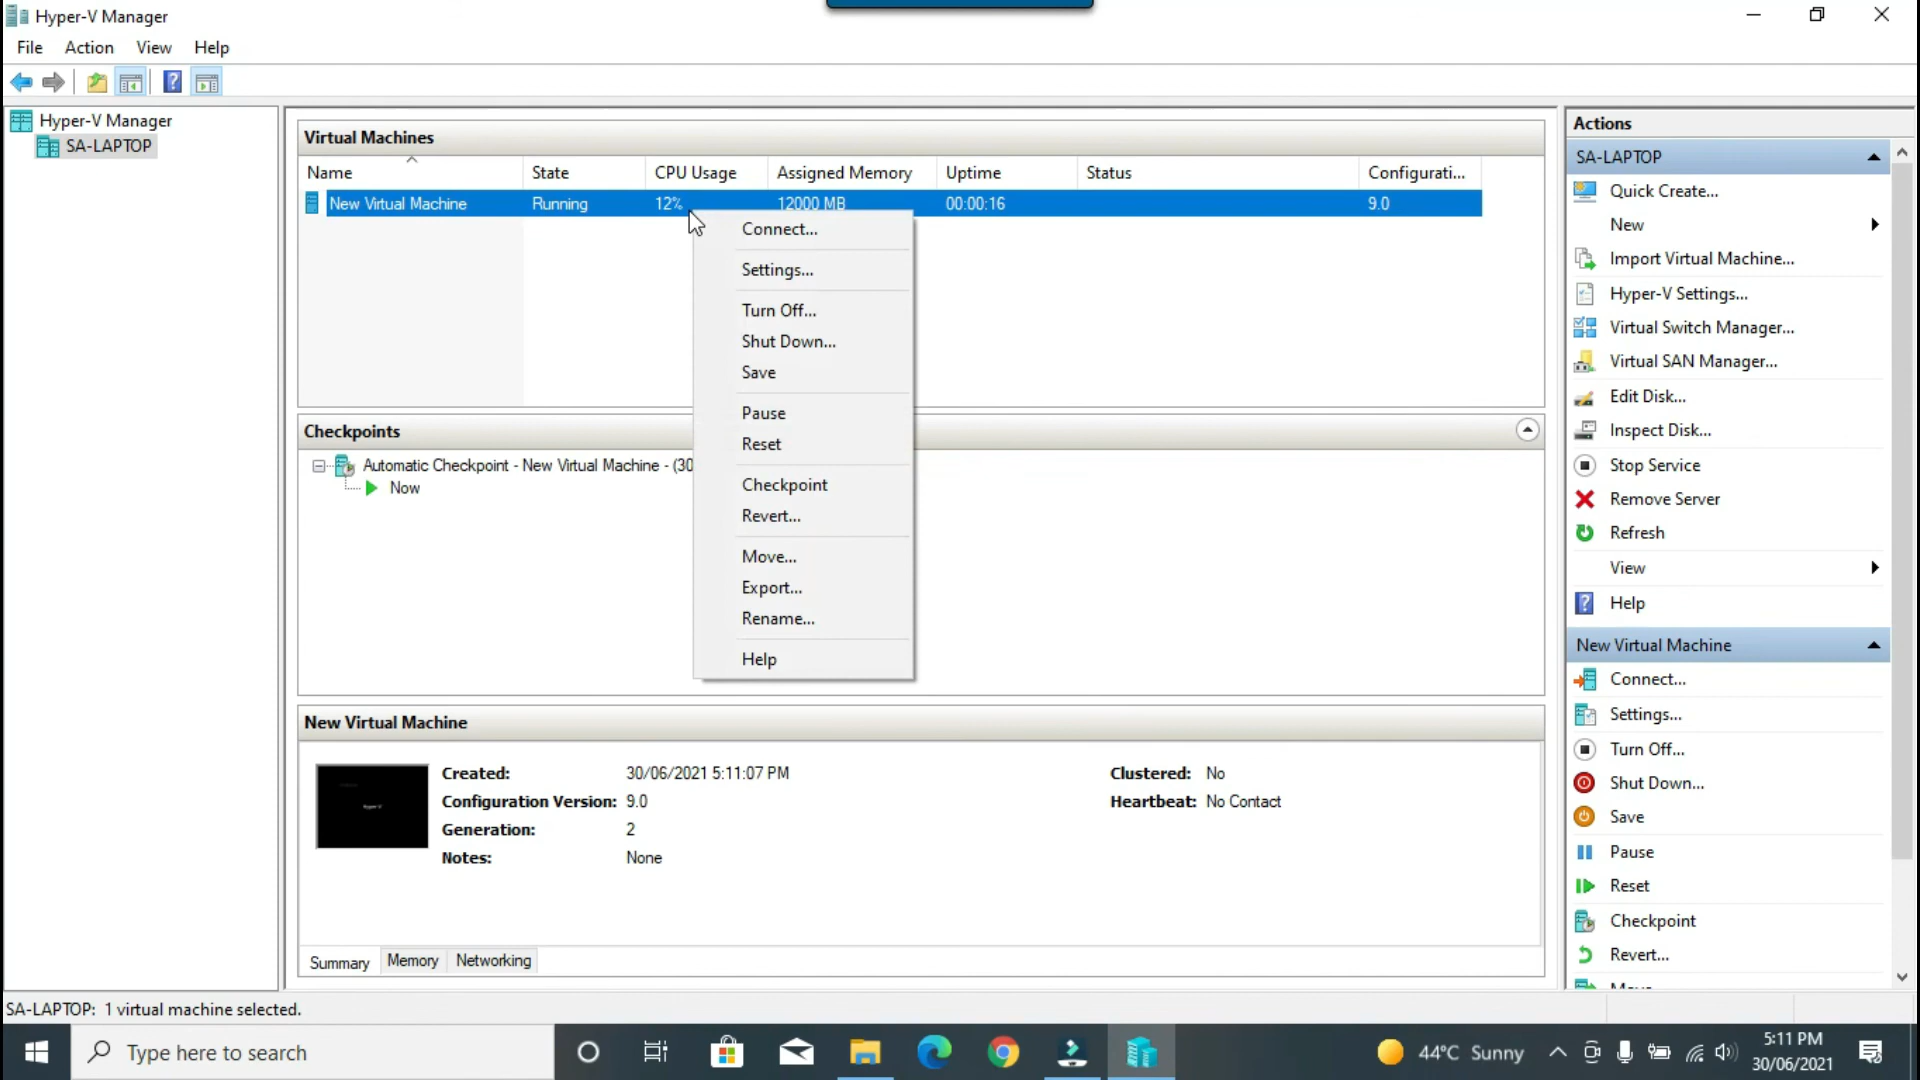 Hyper-V Manager
File Action View Help
Hyper-V Manager
SA-LAPTOP
Virtual Machines
Name State CPU Usage Assigned Memory Uptime Status Configurati...
New Virtual Machine Running 12% 12000 MB 00:00:16 9.0
Connect...
Settings...
Turn Off...
Shut Down...
Save
Pause
Reset
Checkpoint
Revert...
Move...
Export...
Rename...
Help
Checkpoints
Automatic Checkpoint - New Virtual Machine - (30
Now
New Virtual Machine
Created: 30/06/2021 5:11:07 PM Clustered: No
Configuration Version: 9.0 Heartbeat: No Contact
Generation: 2
Notes: None
Summary Memory Networking
Actions
SA-LAPTOP
Quick Create...
New
Import Virtual Machine...
Hyper-V Settings...
Virtual Switch Manager...
Virtual SAN Manager...
Edit Disk...
Inspect Disk...
Stop Service
Remove Server
Refresh
View
Help
New Virtual Machine
Connect...
Settings...
Turn Off...
Shut Down...
Save
Pause
Reset
Checkpoint
Revert...
SA-LAPTOP: 1 virtual machine selected.
Type here to search
44°C Sunny
5:11 PM
30/06/2021